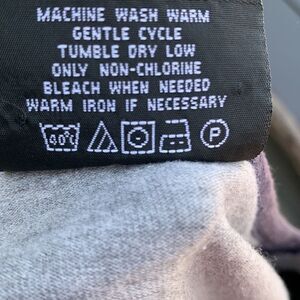 MACHINE WASH WARM
GENTLE CYCLE
TUMBLE DRY LOW
ONLY NON-CHLORINE
BLEACH WHEN NEEDED
WARM IRON IF NECESSARY
40° P